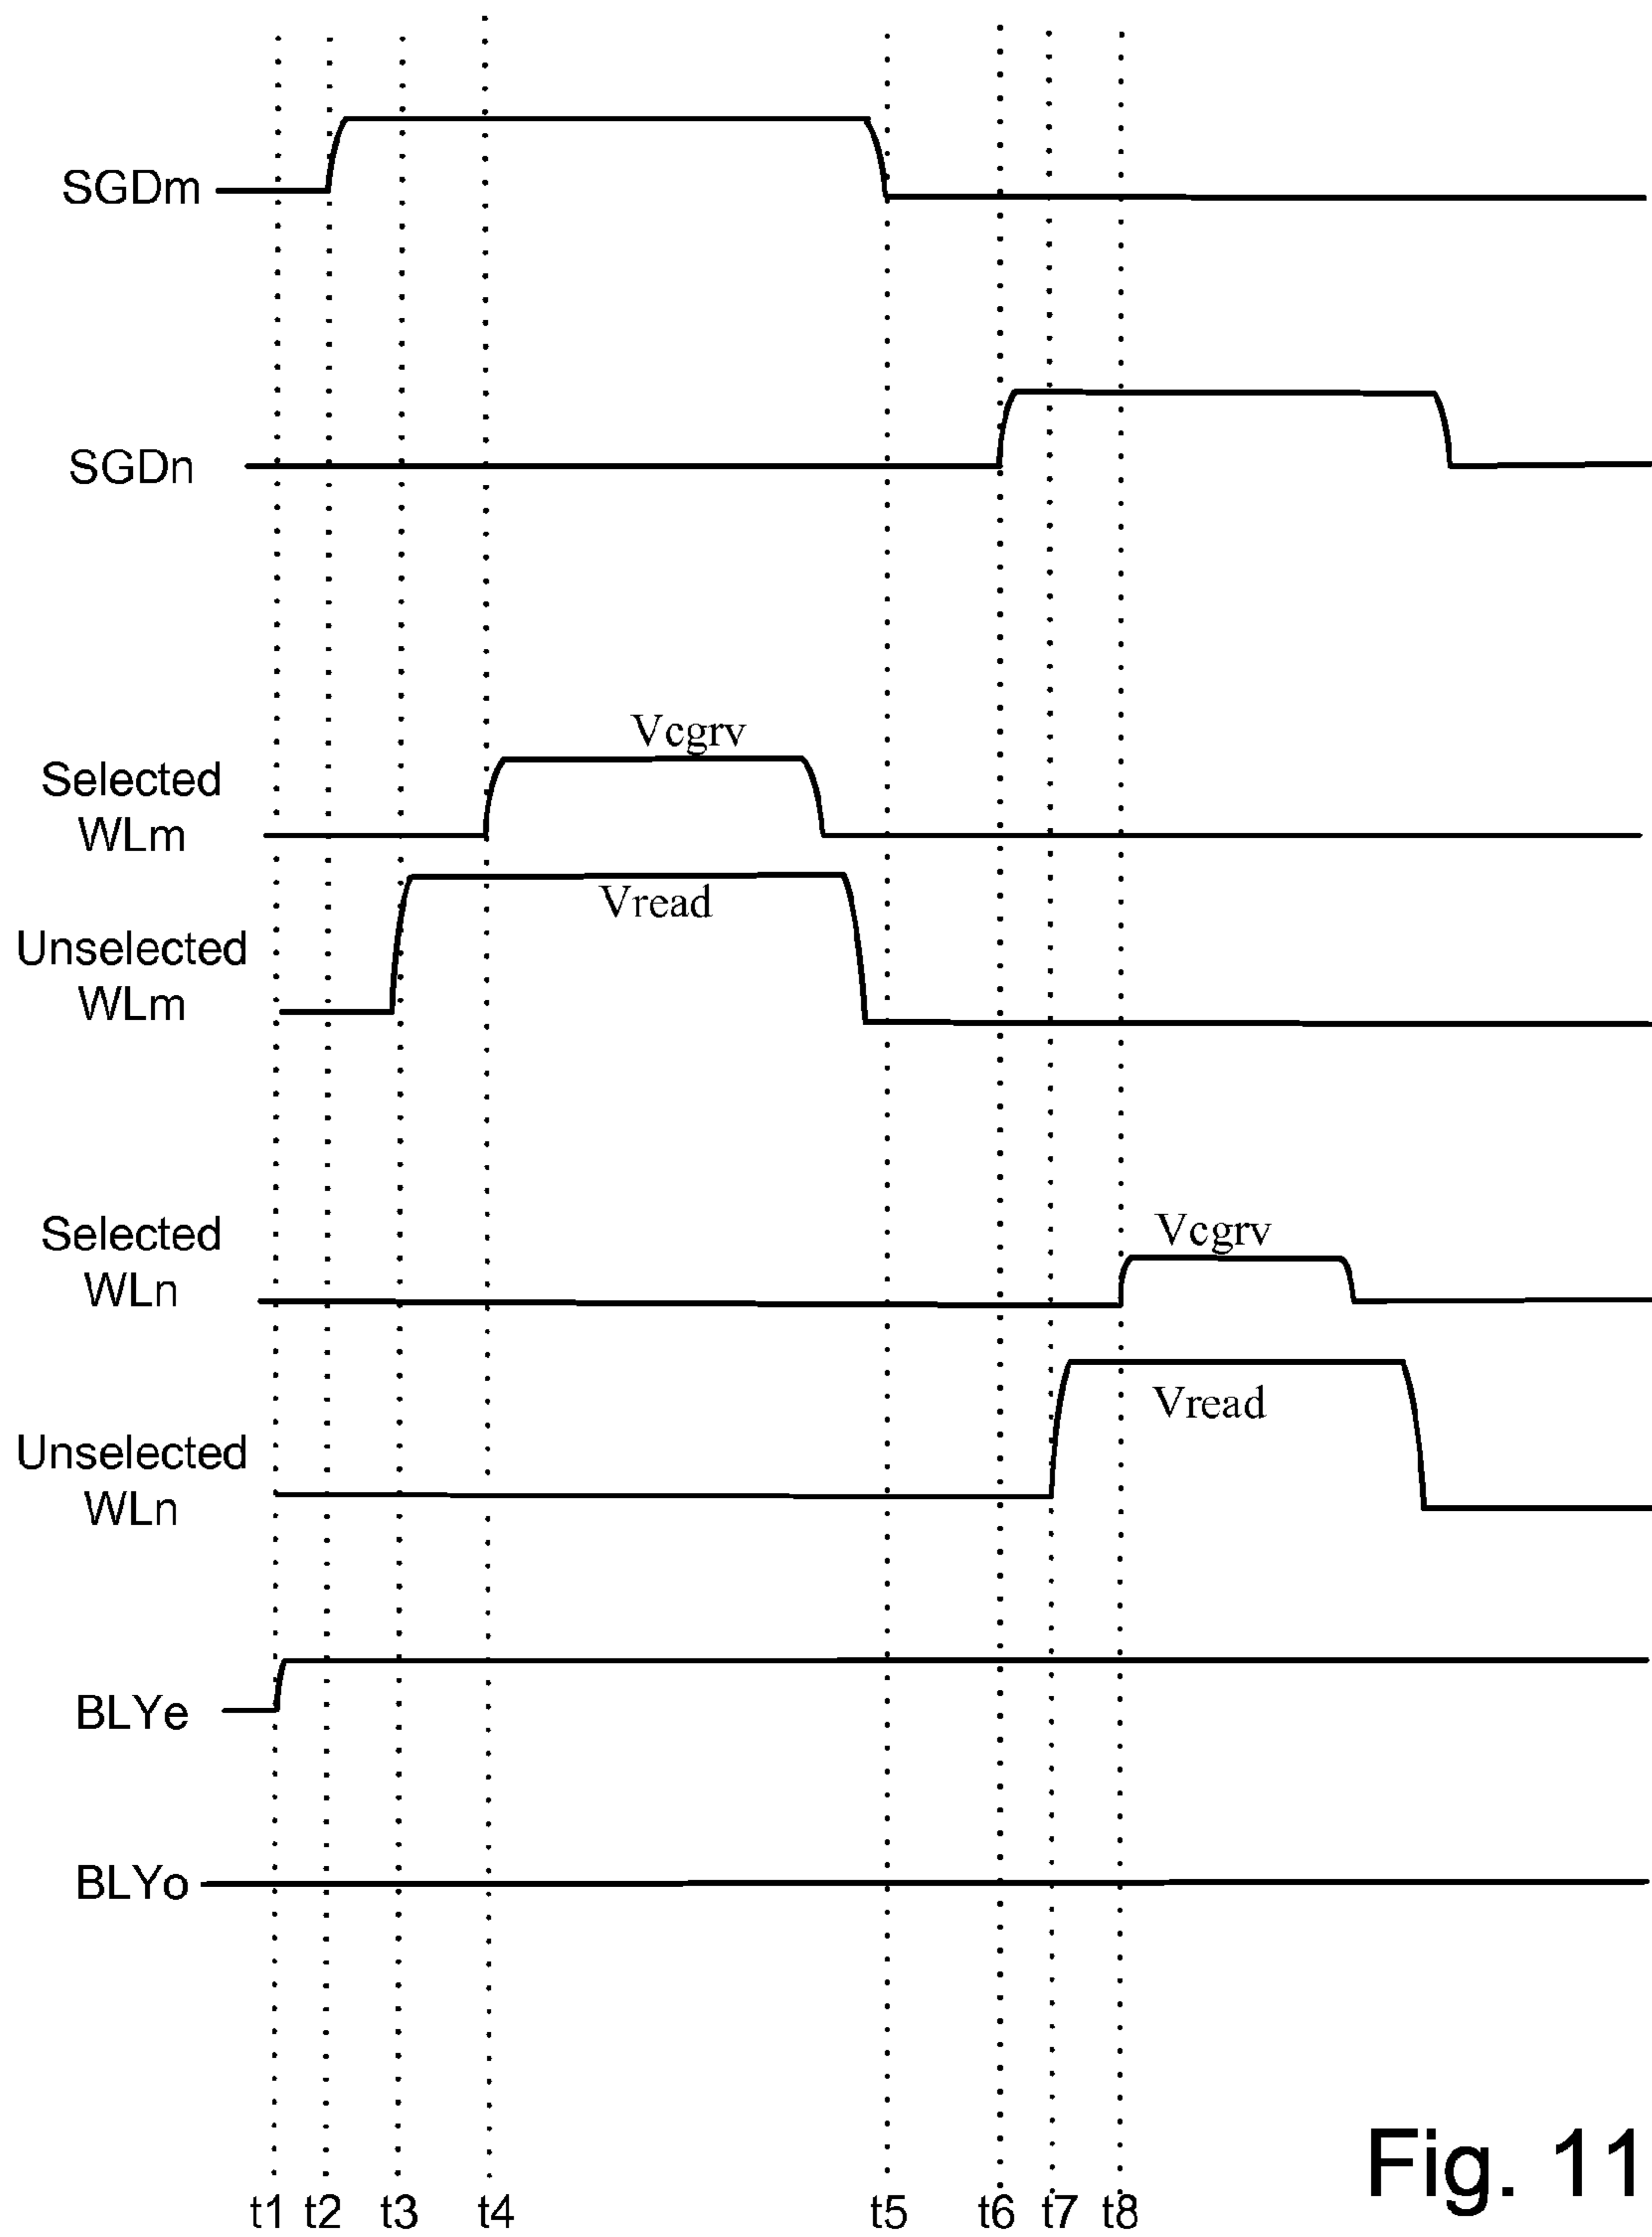 SGDm
SGDn
Vcgrv
Selected
WLm
Vread
Unselected
WLm
Vcgrv
Selected
WLn
Vread
Unselected
WLn
BLYe
BLYo
Fig. 11
t1 t2 t3 t4 t5 t6 t7 t8